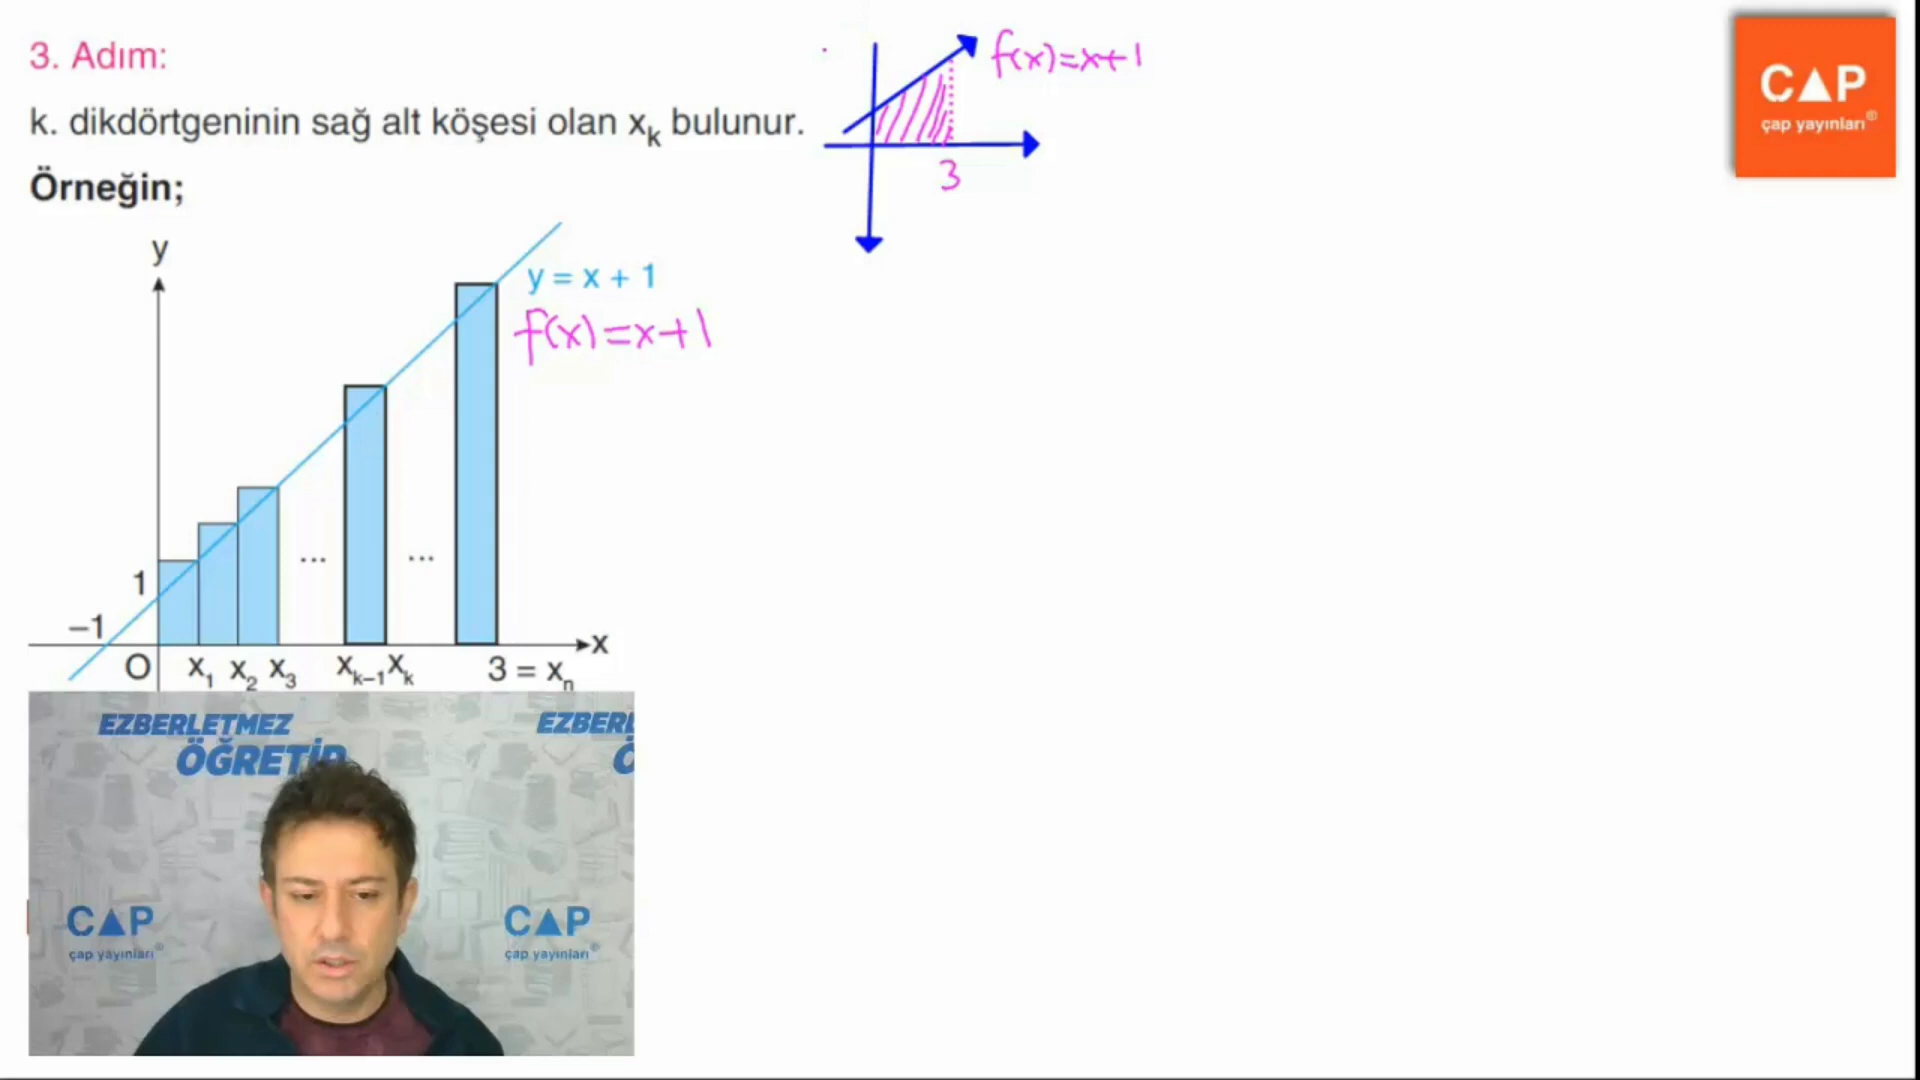 3. Adım:
k. dikdörtgeninin sağ alt köşesi olan xₖ bulunur.
Örneğin;
f(x)=x+1
3
CAP
çap yayınları®
y
y = x + 1
f(x)=x+1
1
...
...
–1
x
O
x₁ x₂ x₃ xₖ₋₁ xₖ 3 = xₙ
EZBERLETMEZ
ÖĞRETİR
EZBERL
Ö
CAP
çap yayınları®
CAP
çap yayınları®